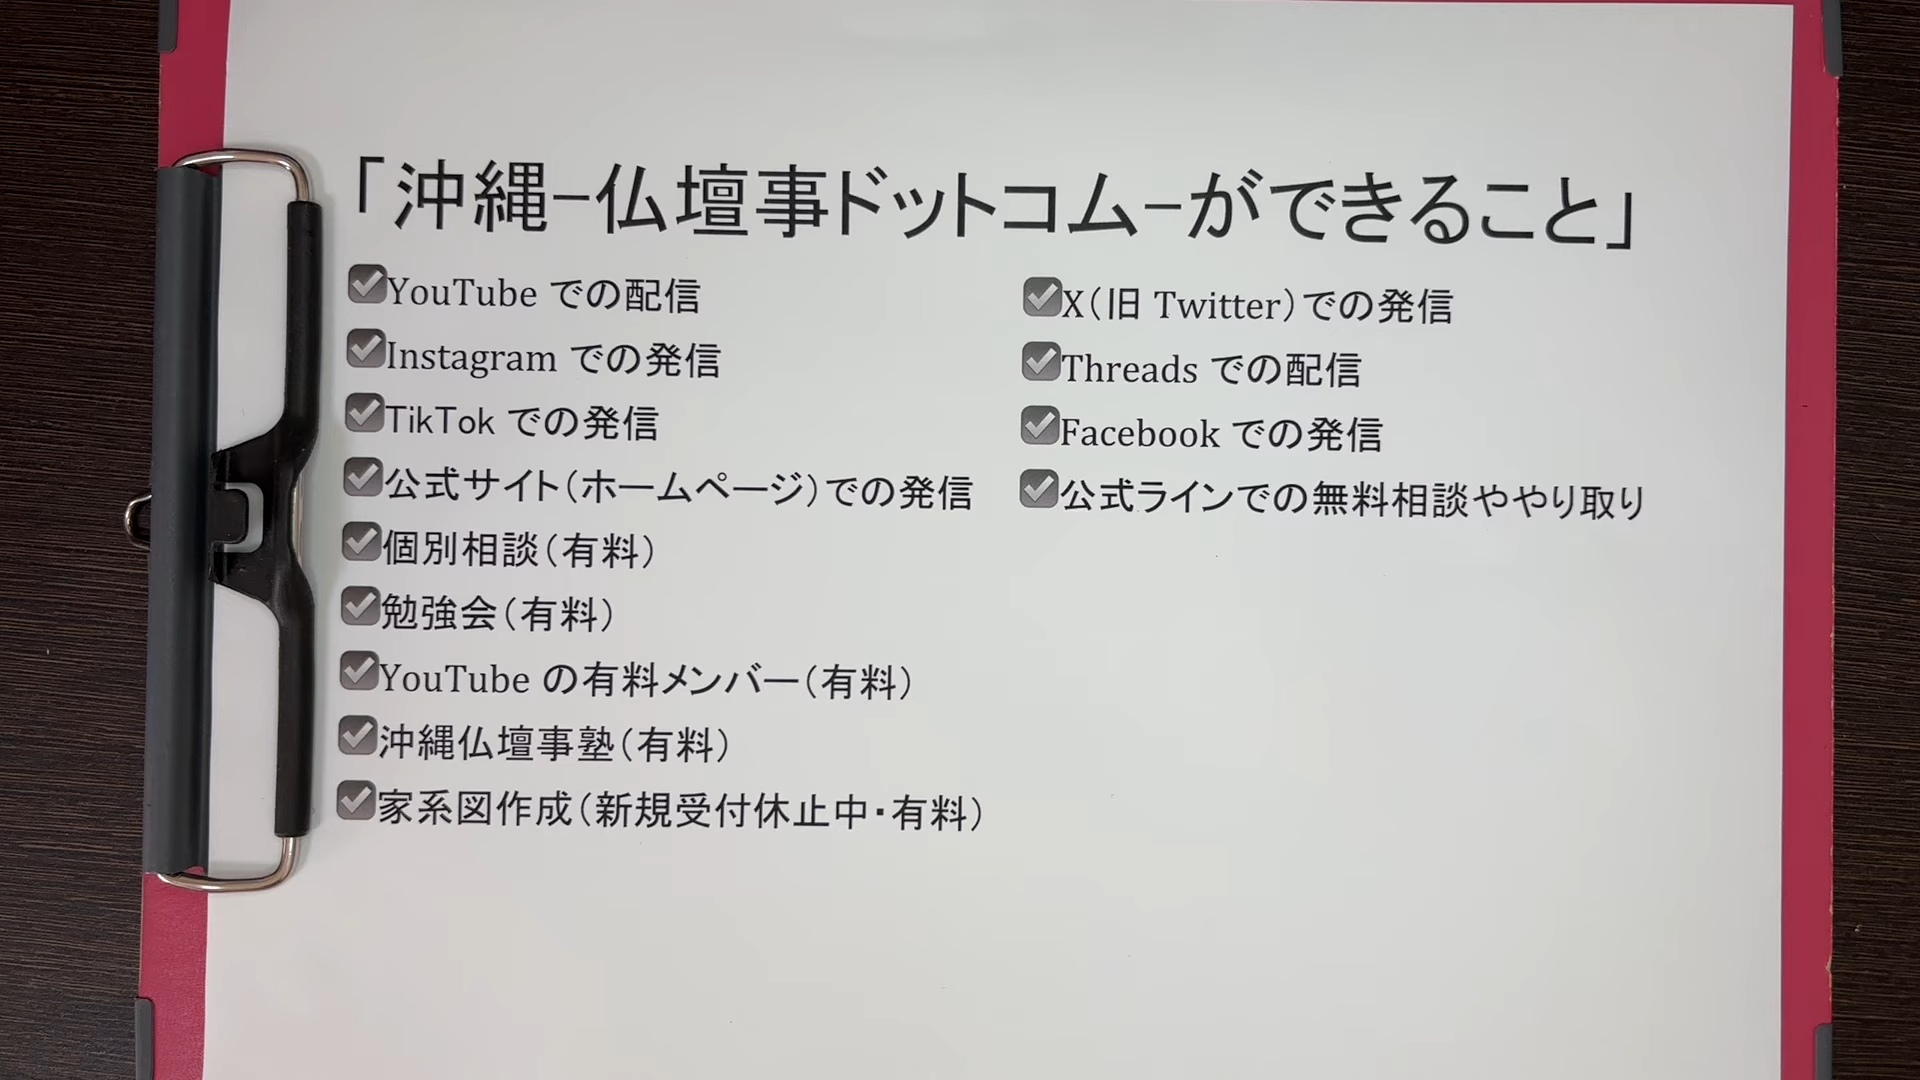 「沖縄−仏壇事ドットコム−ができること」
☑YouTube での配信
☑Instagram での発信
☑TikTok での発信
☑公式サイト（ホームページ）での発信
☑個別相談（有料）
☑勉強会（有料）
☑YouTube の有料メンバー（有料）
☑沖縄仏壇事塾（有料）
☑家系図作成（新規受付休止中・有料）
☑X（旧 Twitter）での発信
☑Threads での配信
☑Facebook での発信
☑公式ラインでの無料相談ややり取り